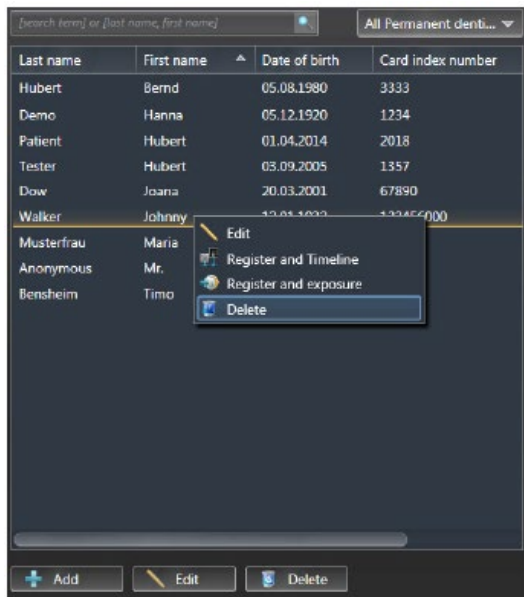 [search term] or [last name, first name] All Permanent denti...
Last name First name Date of birth Card index number
Hubert Bernd 05.08.1980 3333
Demo Hanna 05.12.1920 1234
Patient Hubert 01.04.2014 2018
Tester Hubert 03.09.2005 1357
Dow Joana 20.03.2001 67890
Walker Johnny
Edit
Musterfrau Maria
Register and Timeline
Anonymous Mr.
Register and exposure
Bensheim Timo
Delete
Add Edit Delete